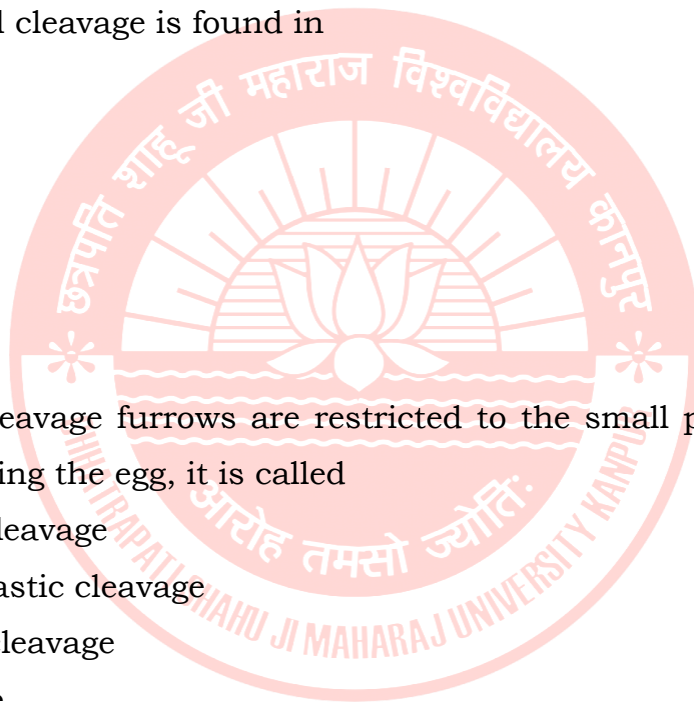 d cleavage is found in
छत्रपति शाहू जी महाराज विश्वविद्यालय कानपुर
eavage furrows are restricted to the small p
ing the egg, it is called
leavage
astic cleavage
cleavage
आरोह तमसो ज्योतिः
CHHATRAPATI SHAHU JI MAHARAJ UNIVERSITY KANPUR